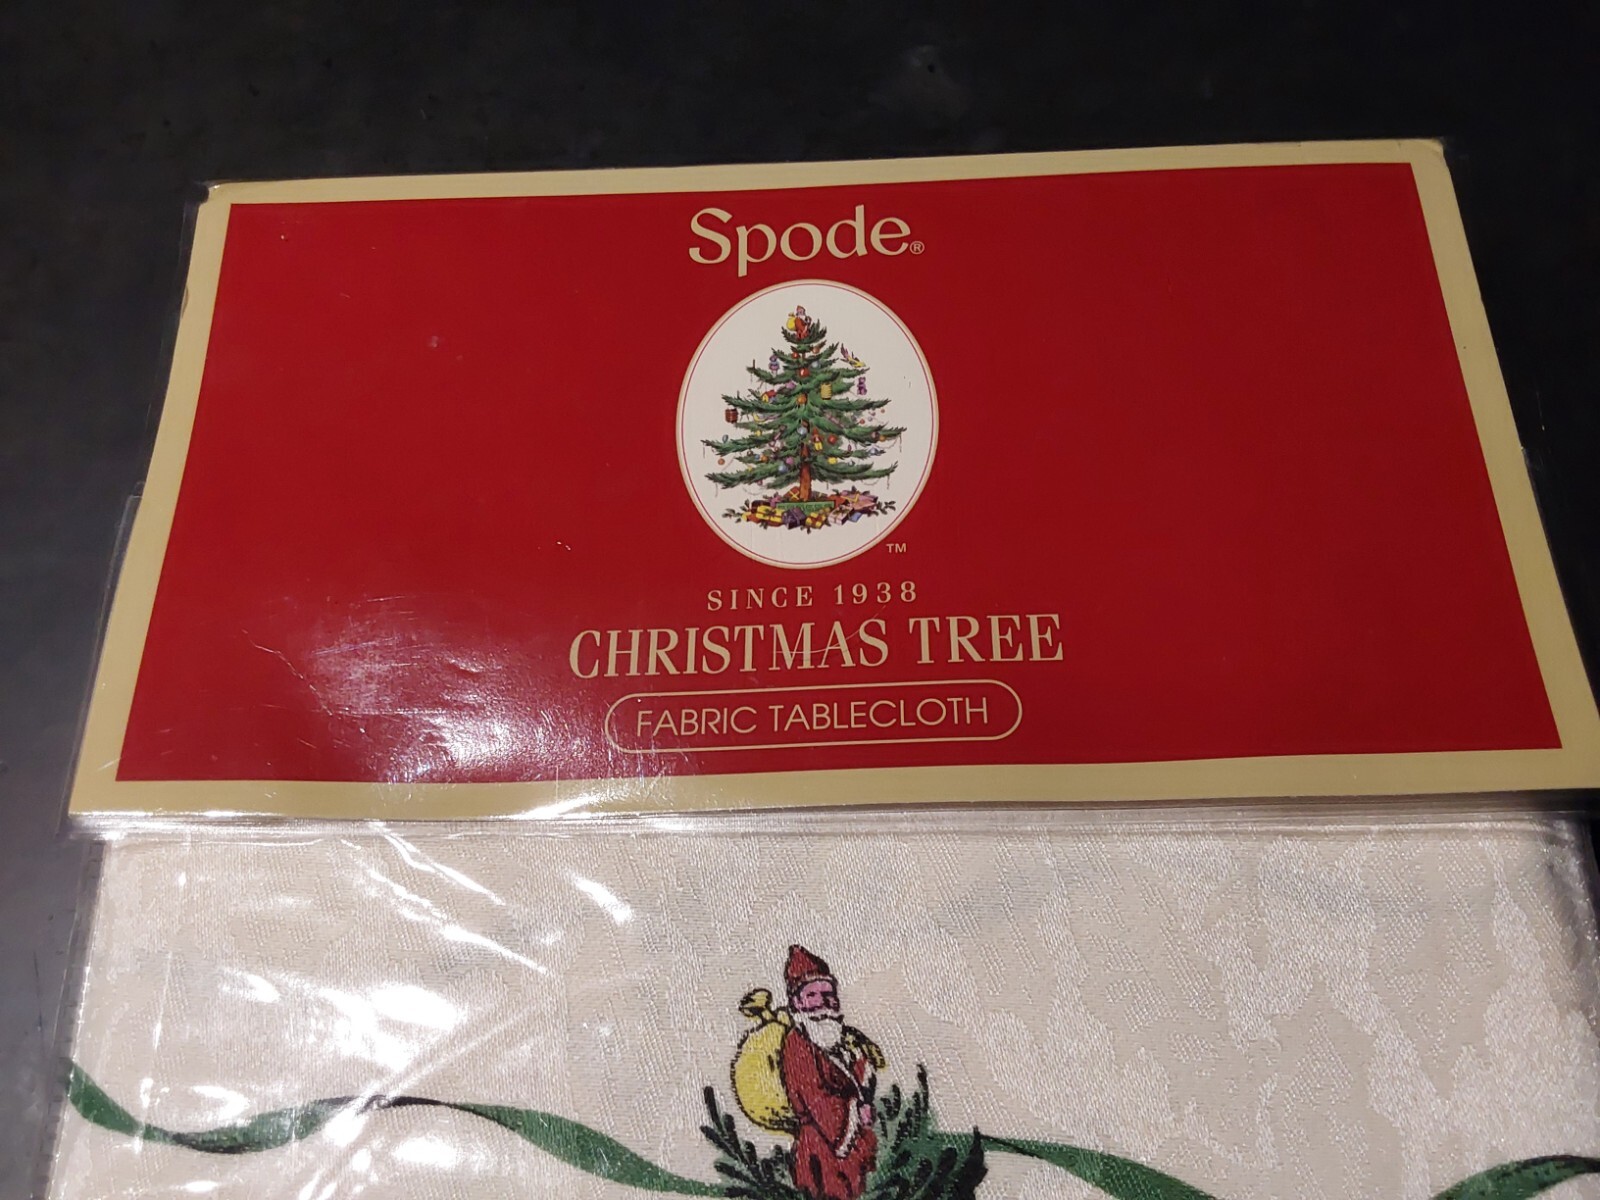 Spode®
TM
SINCE 1938
CHRISTMAS TREE
FABRIC TABLECLOTH